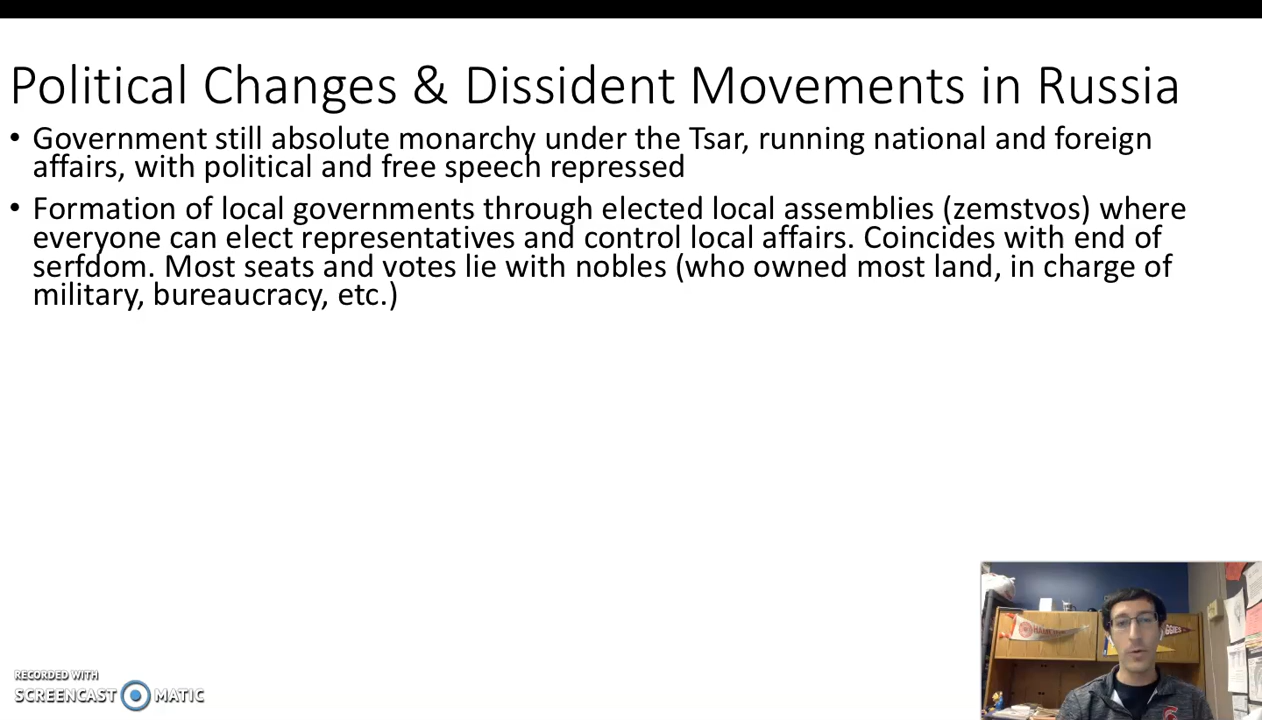 Political Changes & Dissident Movements in Russia
• Government still absolute monarchy under the Tsar, running national and foreign
affairs, with political and free speech repressed
• Formation of local governments through elected local assemblies (zemstvos) where
everyone can elect representatives and control local affairs. Coincides with end of
serfdom. Most seats and votes lie with nobles (who owned most land, in charge of
military, bureaucracy, etc.)
RECORDED WITH
SCREENCAST MATIC